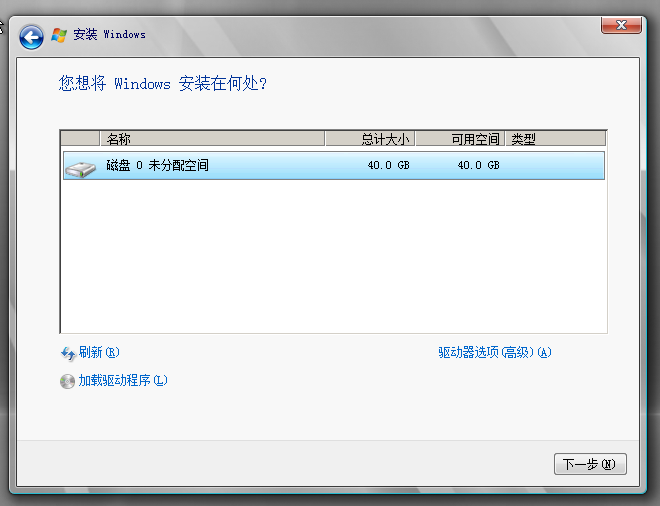 安装 Windows
您想将 Windows 安装在何处?
名称 总计大小 可用空间 类型
磁盘 0 未分配空间 40.0 GB 40.0 GB
刷新(R) 驱动器选项(高级)(A)
加载驱动程序(L)
下一步(N)